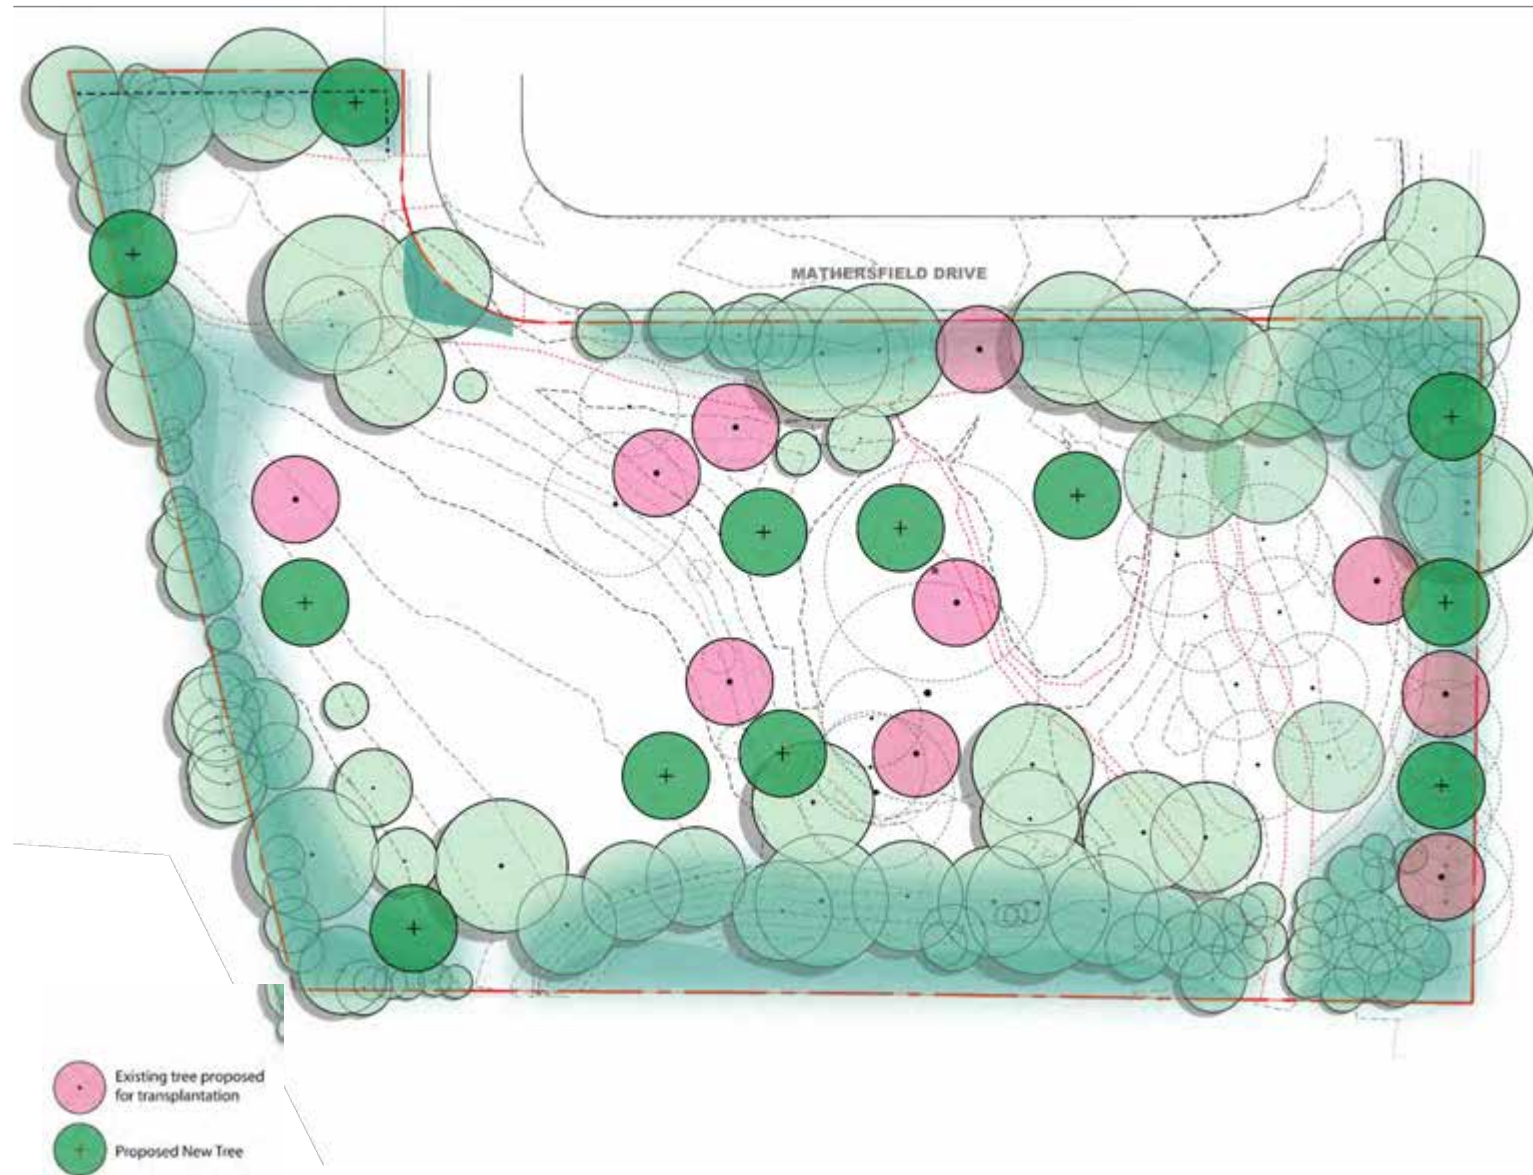 MATHERSFIELD DRIVE
Existing tree proposed
for transplantation
Proposed New Tree